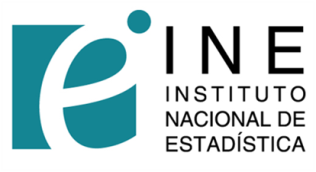 INE
INSTITUTO
NACIONAL DE
ESTADÍSTICA